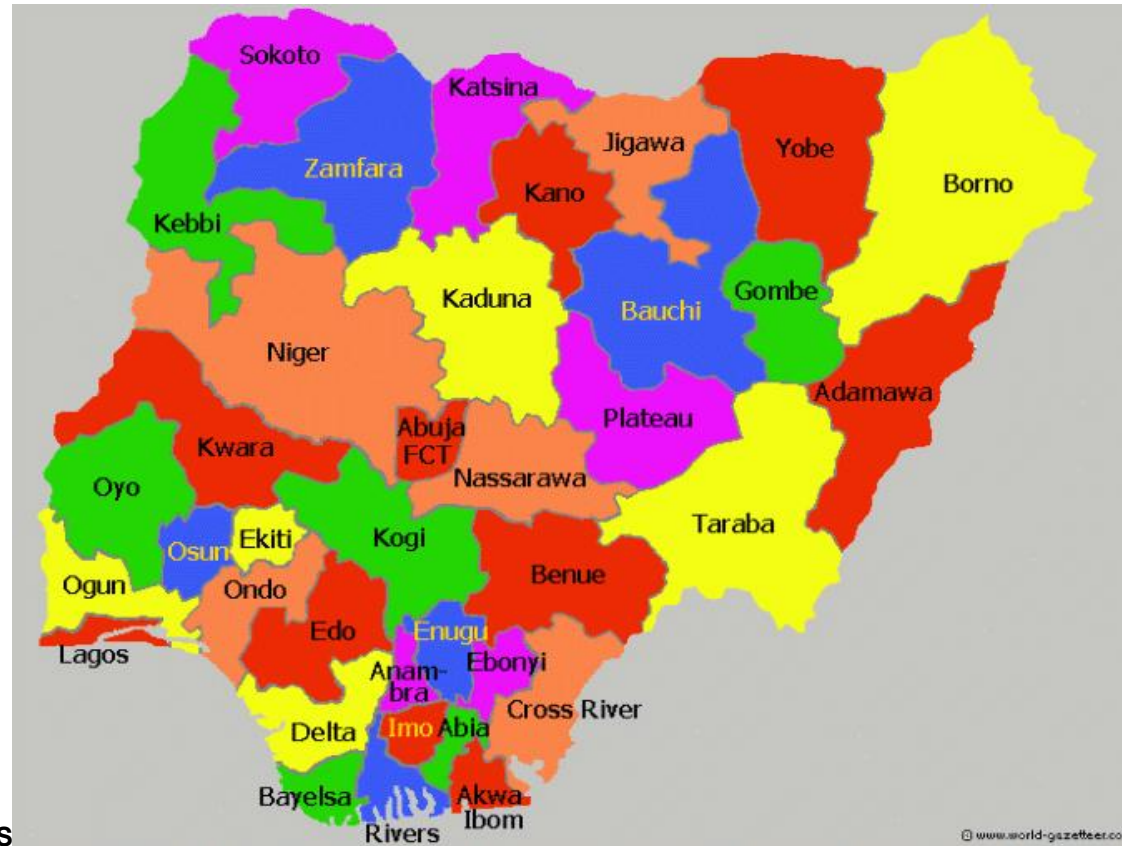 Sokoto
Katsina
Jigawa
Yobe
Zamfara
Kano
Borno
Kebbi
Kaduna
Bauchi
Gombe
Niger
Adamawa
Plateau
Abuja
FCT
Kwara
Nassarawa
Oyo
Taraba
Osun
Ekiti
Kogi
Benue
Ogun
Ondo
Edo
Enugu
Lagos
Anam-
bra
Ebonyi
Cross River
Delta
Imo
Abia
Bayelsa
Rivers
Akwa
Ibom
s
© www.world-gazetteer.co